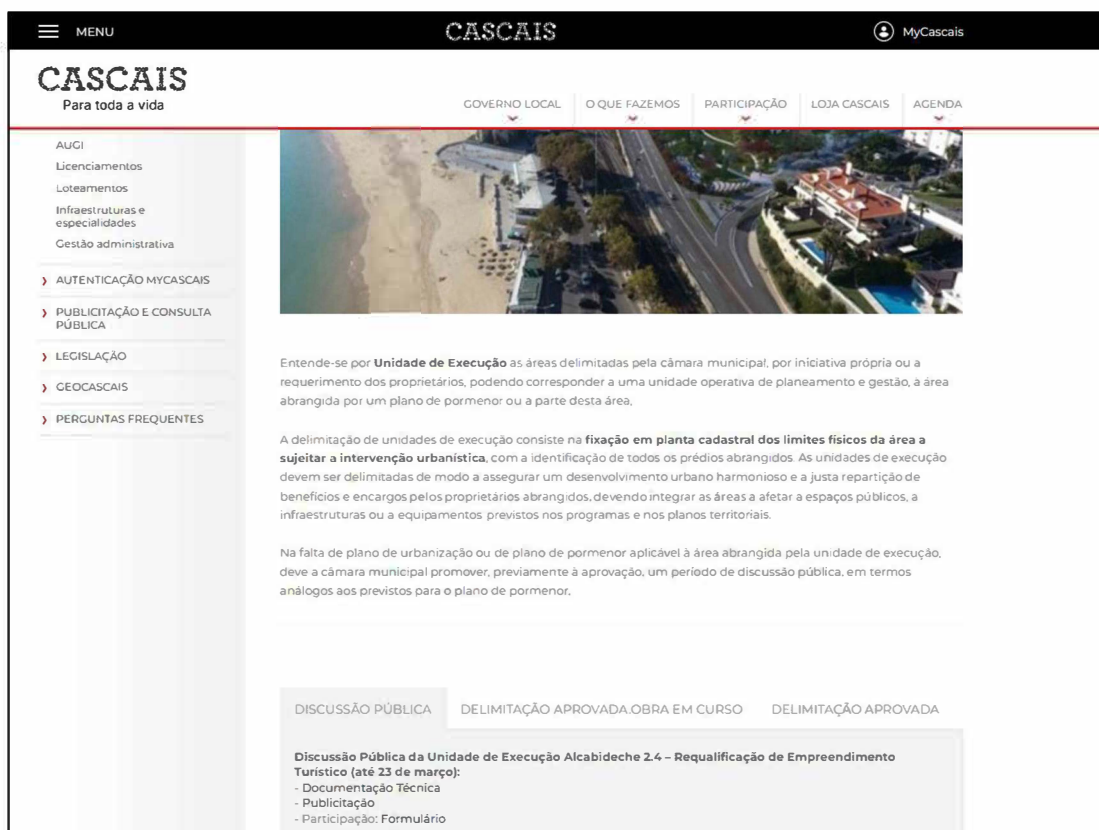 MENU
CASCAIS
MyCascais
CASCAIS
Para toda a vida
GOVERNO LOCAL
O QUE FAZEMOS
PARTICIPAÇÃO
LOJA CASCAIS
AGENDA
AUGI
Licenciamentos
Loteamentos
Infraestruturas e
especialidades
Gestão administrativa
AUTENTICAÇÃO MYCASCAIS
PUBLICITAÇÃO E CONSULTA
PÚBLICA
LEGISLAÇÃO
GEOCASCAIS
PERGUNTAS FREQUENTES
Entende-se por Unidade de Execução as áreas delimitadas pela câmara municipal, por iniciativa própria ou a
requerimento dos proprietários, podendo corresponder a uma unidade operativa de planeamento e gestão, à área
abrangida por um plano de pormenor ou a parte desta área.
A delimitação de unidades de execução consiste na fixação em planta cadastral dos limites físicos da área a
sujeitar a intervenção urbanística, com a identificação de todos os prédios abrangidos. As unidades de execução
devem ser delimitadas de modo a assegurar um desenvolvimento urbano harmonioso e a justa repartição de
benefícios e encargos pelos proprietários abrangidos, devendo integrar as áreas a afetar a espaços públicos, a
infraestruturas ou a equipamentos previstos nos programas e nos planos territoriais.
Na falta de plano de urbanização ou de plano de pormenor aplicável à área abrangida pela unidade de execução,
deve a câmara municipal promover, previamente à aprovação, um período de discussão pública, em termos
análogos aos previstos para o plano de pormenor.
DISCUSSÃO PÚBLICA
DELIMITAÇÃO APROVADA.OBRA EM CURSO
DELIMITAÇÃO APROVADA
Discussão Pública da Unidade de Execução Alcabideche 2.4 – Requalificação de Empreendimento
Turístico (até 23 de março):
- Documentação Técnica
- Publicitação
- Participação: Formulário